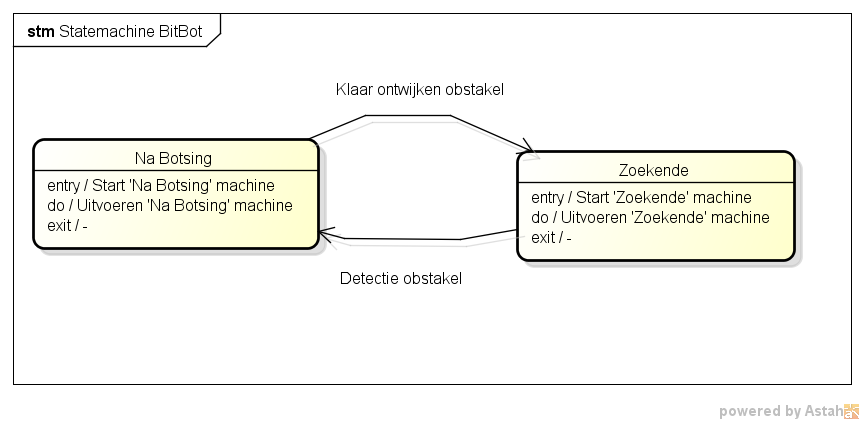 stm Statemachine BitBot
Klaar ontwijken obstakel
Na Botsing
entry / Start 'Na Botsing' machine
do / Uitvoeren 'Na Botsing' machine
exit / -
Zoekende
entry / Start 'Zoekende' machine
do / Uitvoeren 'Zoekende' machine
exit / -
Detectie obstakel
powered by Astah